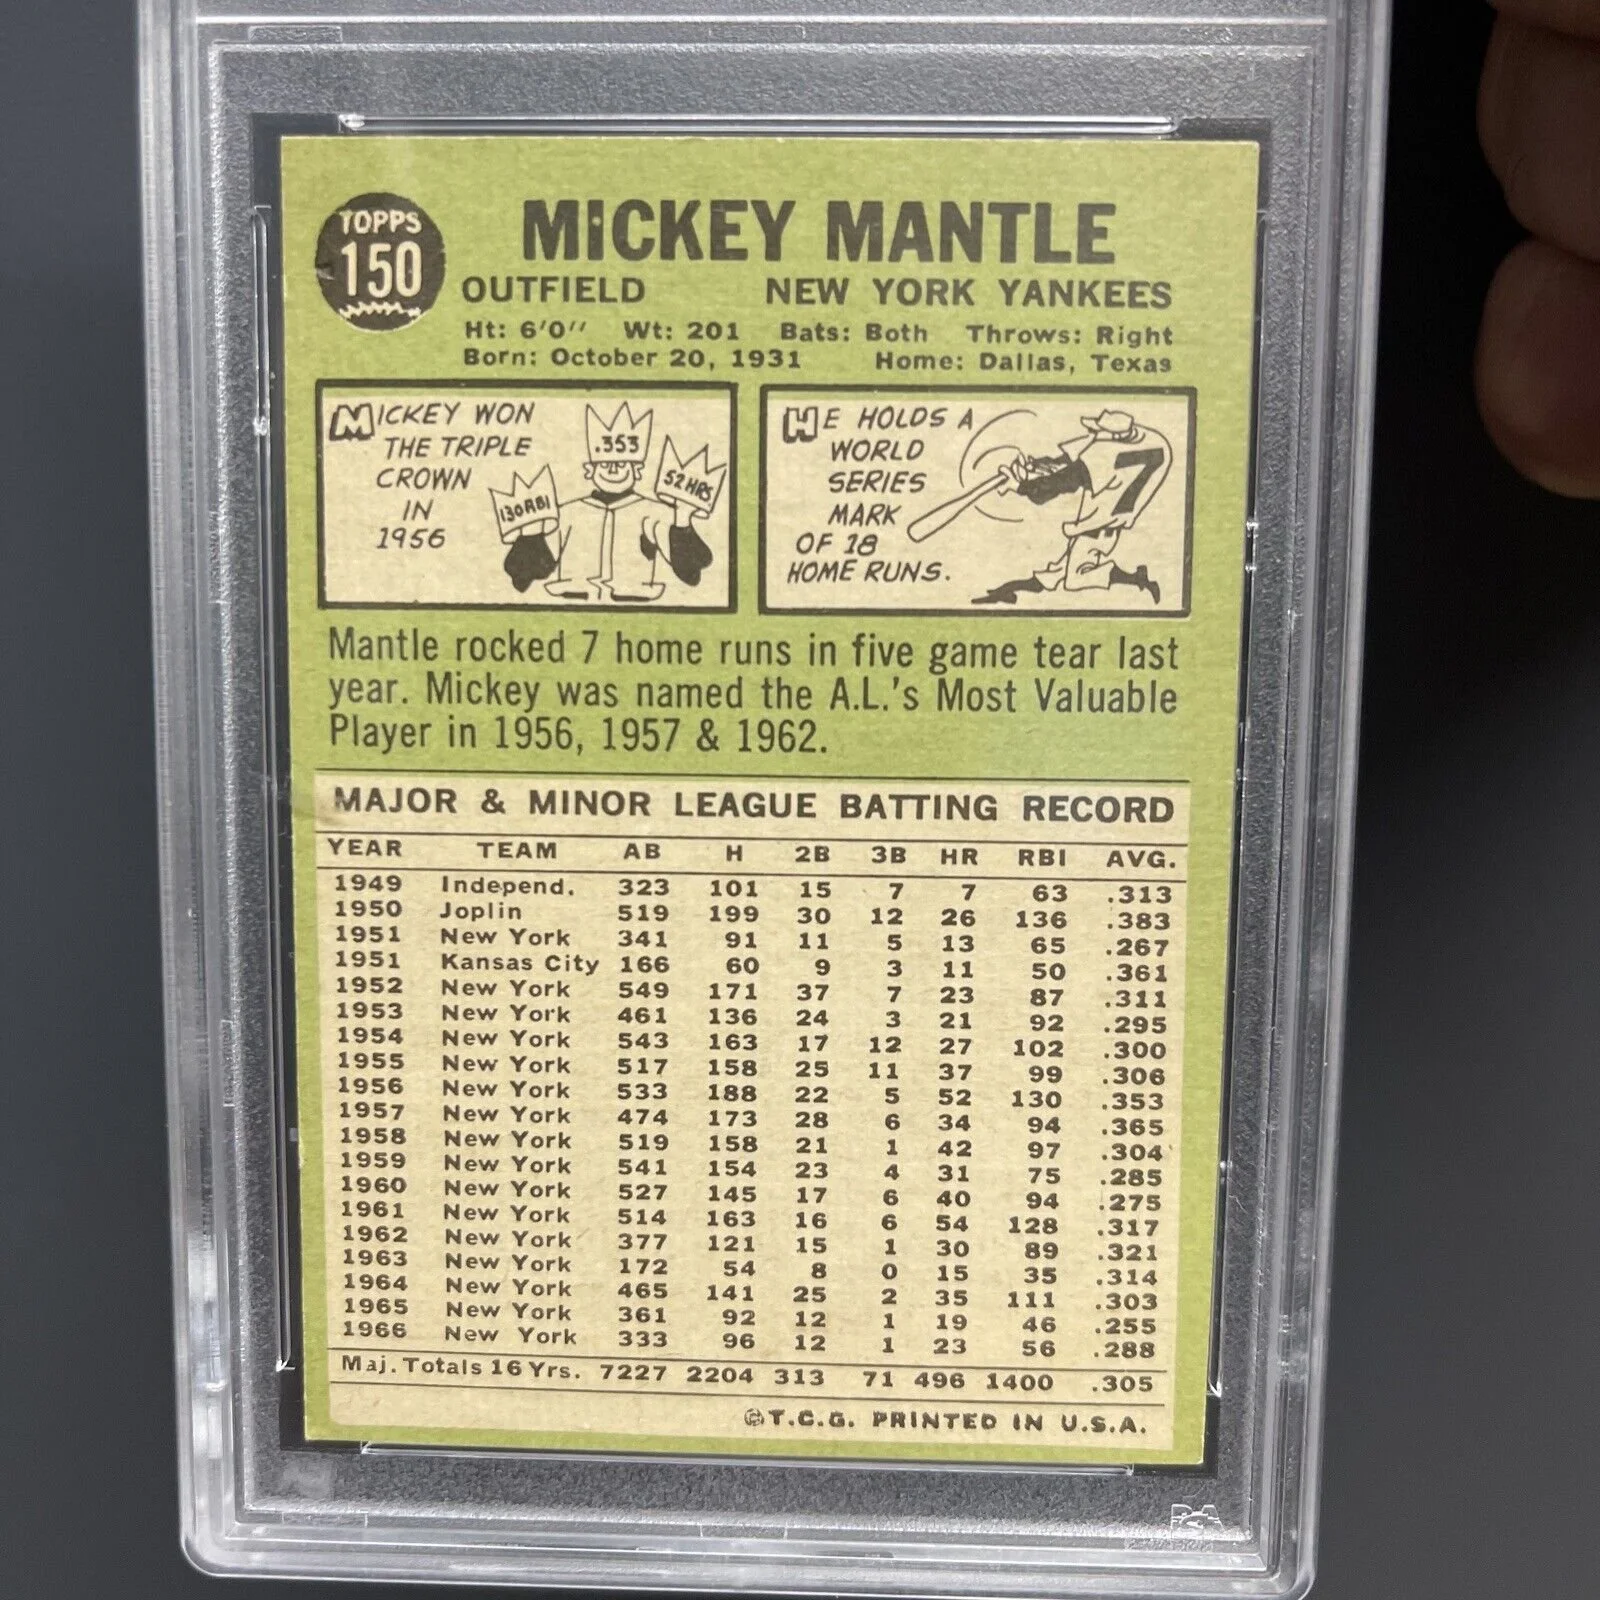 TOPPS
150
MICKEY MANTLE
OUTFIELD NEW YORK YANKEES
Ht: 6'0" Wt: 201 Bats: Both Throws: Right
Born: October 20, 1931 Home: Dallas, Texas
MICKEY WON
THE TRIPLE
CROWN
IN
1956
.353
130 RBI
52 HRS
HE HOLDS A
WORLD
SERIES
MARK
OF 18
HOME RUNS.
7
Mantle rocked 7 home runs in five game tear last
year. Mickey was named the A.L.'s Most Valuable
Player in 1956, 1957 & 1962.
MAJOR & MINOR LEAGUE BATTING RECORD
YEAR TEAM AB H 2B 3B HR RBI AVG.
1949 Independ. 323 101 15 7 7 63 .313
1950 Joplin 519 199 30 12 26 136 .383
1951 New York 341 91 11 5 13 65 .267
1951 Kansas City 166 60 9 3 11 50 .361
1952 New York 549 171 37 7 23 87 .311
1953 New York 461 136 24 3 21 92 .295
1954 New York 543 163 17 12 27 102 .300
1955 New York 517 158 25 11 37 99 .306
1956 New York 533 188 22 5 52 130 .353
1957 New York 474 173 28 6 34 94 .365
1958 New York 519 158 21 1 42 97 .304
1959 New York 541 154 23 4 31 75 .285
1960 New York 527 145 17 6 40 94 .275
1961 New York 514 163 16 6 54 128 .317
1962 New York 377 121 15 1 30 89 .321
1963 New York 172 54 8 0 15 35 .314
1964 New York 465 141 25 2 35 111 .303
1965 New York 361 92 12 1 19 46 .255
1966 New York 333 96 12 1 23 56 .288
Maj. Totals 16 Yrs. 7227 2204 313 71 496 1400 .305
©T.C.G. PRINTED IN U.S.A.